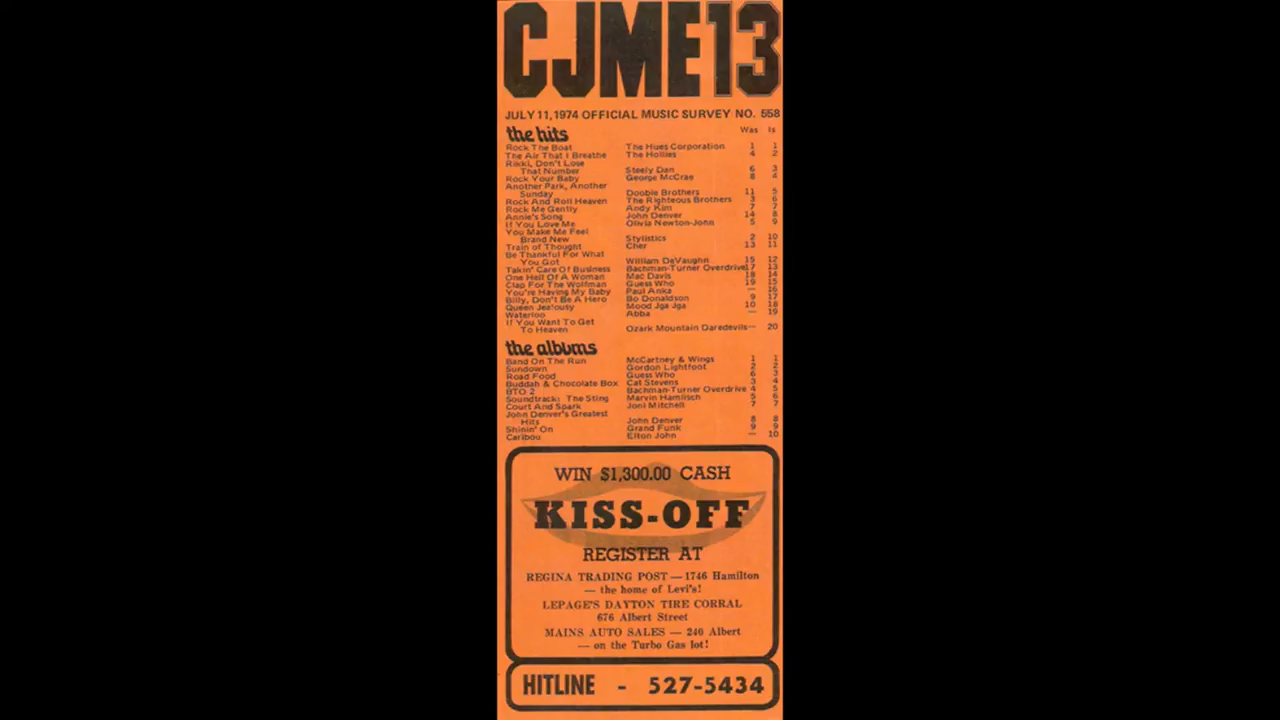 CJME13
JULY 11, 1974 OFFICIAL MUSIC SURVEY NO. 558
the hits Was Is
Rock The Boat The Hues Corporation 1 1
The Air That I Breathe The Hollies 4 2
Rikki, Don't Lose
That Number Steely Dan 6 3
Rock Your Baby George McCrae 8 4
Another Park, Another
Sunday Doobie Brothers 11 5
Rock And Roll Heaven The Righteous Brothers 3 6
Rock Me Gently Andy Kim 7 7
Annie's Song John Denver 14 8
If You Love Me Olivia Newton-John 5 9
You Make Me Feel
Brand New Stylistics 2 10
Train of Thought Cher 13 11
Be Thankful For What
You Got William DeVaughn 15 12
Takin' Care Of Business Bachman-Turner Overdrive 17 13
One Hell Of A Woman Mac Davis 18 14
Clap For The Wolfman Guess Who 19 15
You're Having My Baby Paul Anka — 16
Billy, Don't Be A Hero Bo Donaldson 9 17
Queen Jealousy Mood Jga Jga 10 18
Waterloo Abba — 19
If You Want To Get
To Heaven Ozark Mountain Daredevils — 20
the albums
Band On The Run McCartney & Wings 1 1
Sundown Gordon Lightfoot 2 2
Road Food Guess Who 6 3
Buddah & Chocolate Box Cat Stevens 3 4
BTO 2 Bachman-Turner Overdrive 4 5
Soundtrack: The Sting Marvin Hamlisch 5 6
Court And Spark Joni Mitchell 7 7
John Denver's Greatest
Hits John Denver 8 8
Shinin' On Grand Funk 9 9
Caribou Elton John — 10
WIN $1,300.00 CASH
KISS-OFF
REGISTER AT
REGINA TRADING POST — 1746 Hamilton
— the home of Levi's!
LEPAGE'S DAYTON TIRE CORRAL
676 Albert Street
MAINS AUTO SALES — 240 Albert
— on the Turbo Gas lot!
HITLINE - 527-5434